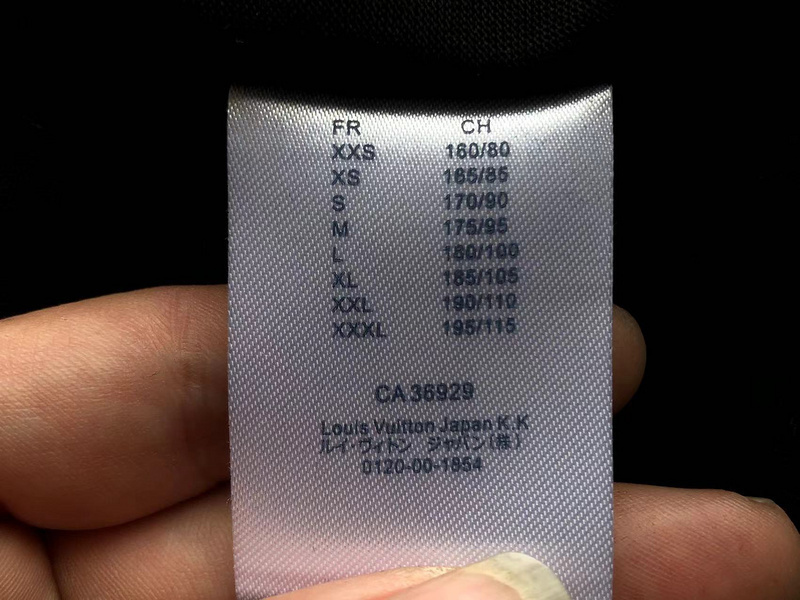 FR CH
XXS 160/80
XS 165/85
S 170/90
M 175/95
L 180/100
XL 185/105
XXL 190/110
XXXL 195/115
CA 36929
Louis Vuitton Japan K.K
ルイ・ヴィトン ジャパン(株)
0120-00-1854